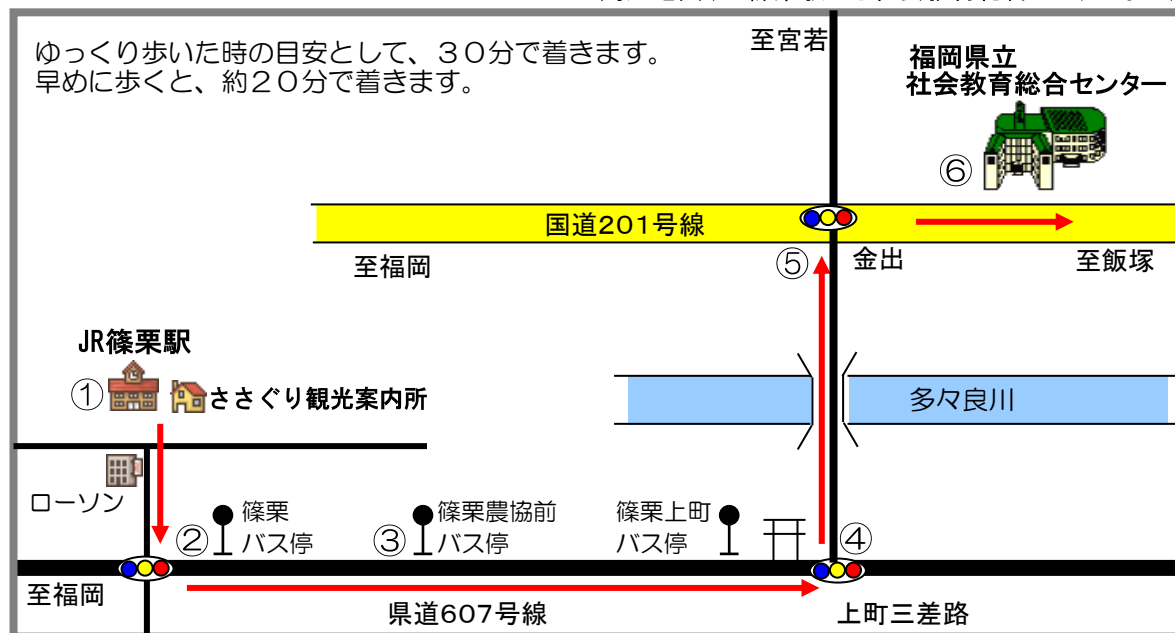 ゆっくり歩いた時の目安として、30分で着きます。
早めに歩くと、約20分で着きます。
至宮若
福岡県立
社会教育総合センター
⑥
国道201号線
至福岡
⑤
金出
至飯塚
JR篠栗駅
①
ささぐり観光案内所
多々良川
ローソン
②
篠栗
バス停
③
篠栗農協前
バス停
篠栗上町
バス停
④
至福岡
県道607号線
上町三差路